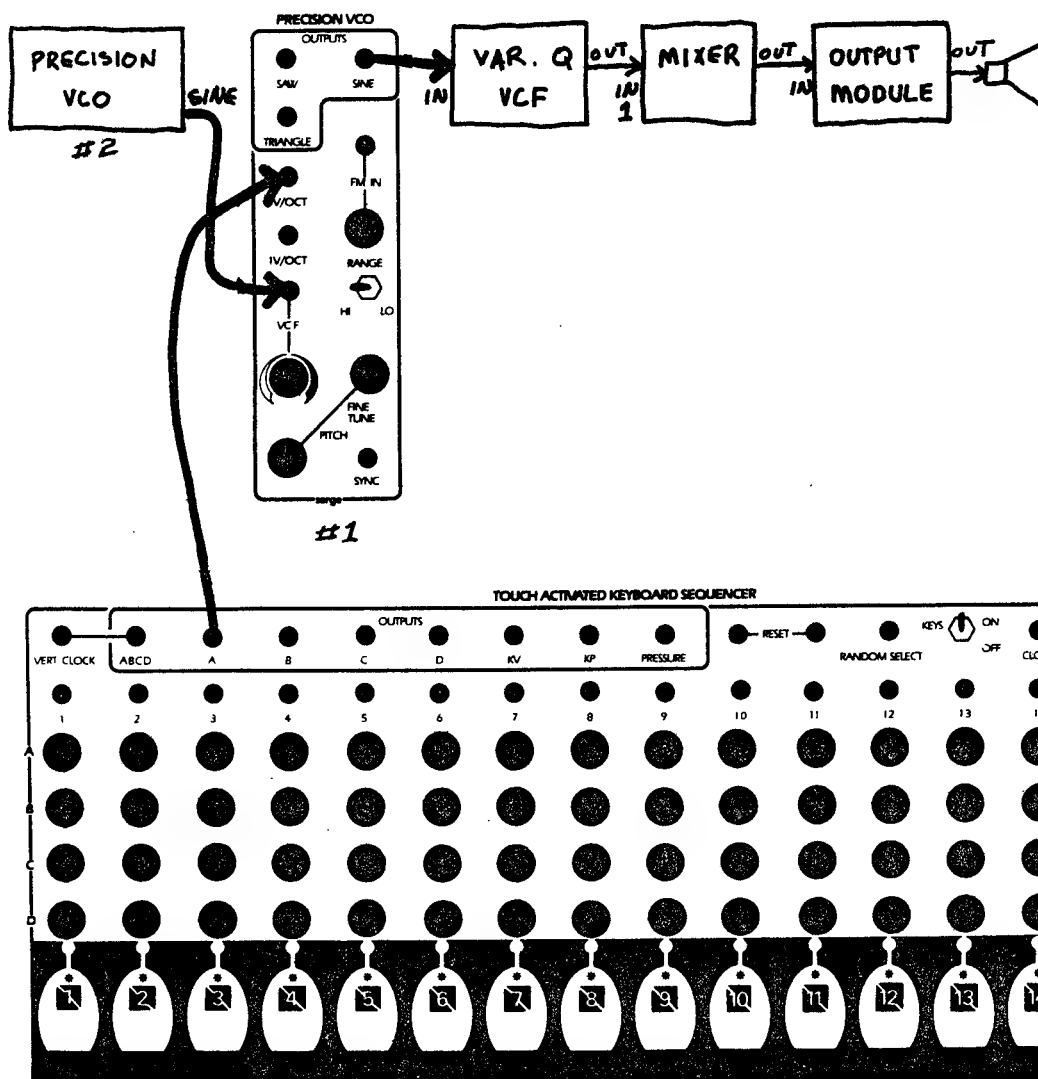 PRECISION VCO
OUTPUTS
SAW
SINE
TRIANGLE
FM IN
V/OCT
1V/OCT
RANGE
HI LO
VCF
FINE TUNE
PITCH
SYNC
serge
#1
PRECISION
VCO
SINE
#2
IN
VAR. Q
VCF
OUT
IN
1
MIXER
OUT
IN
OUTPUT
MODULE
OUT
TOUCH ACTIVATED KEYBOARD SEQUENCER
OUTPUTS
VERT CLOCK ABCD A B C D KV KP PRESSURE
RESET
RANDOM SELECT
KEYS ON
OFF
CLO
1 2 3 4 5 6 7 8 9 10 11 12 13 1
A
B
C
D
1 2 3 4 5 6 7 8 9 10 11 12 13 14